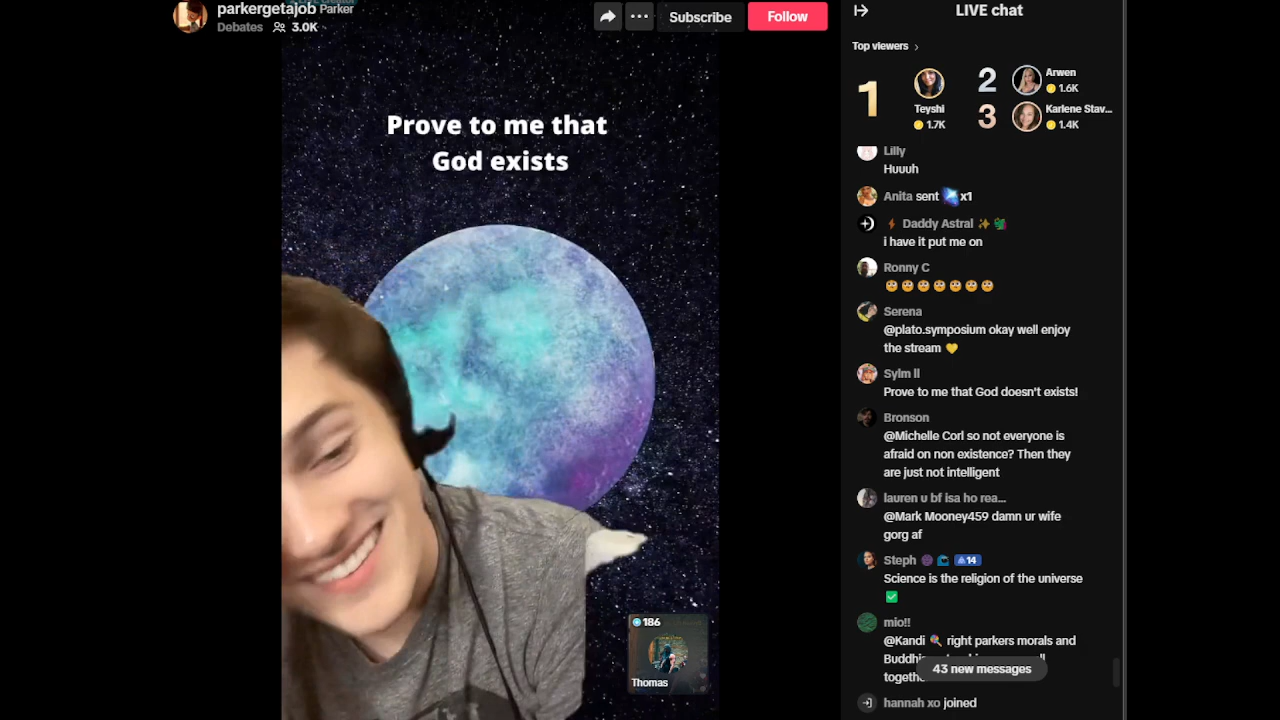 parkergetajob Parker
Debates 3.0K
Subscribe
Follow
Prove to me that
God exists
186
Thomas
LIVE chat
Top viewers
1
Teyshi
1.7K
2
Arwen
1.6K
3
Karlene Stav...
1.4K
Lilly
Huuuh
Anita sent x1
Daddy Astral
i have it put me on
Ronny C
Serena
@plato.symposium okay well enjoy
the stream 💛
Sylm ll
Prove to me that God doesn't exists!
Bronson
@Michelle Corl so not everyone is
afraid on non existence? Then they
are just not intelligent
lauren u bf isa ho rea...
@Mark Mooney459 damn ur wife
gorg af
Steph 14
Science is the religion of the universe
✅
mio!!
@Kandi right parkers morals and
43 new messages
hannah xo joined